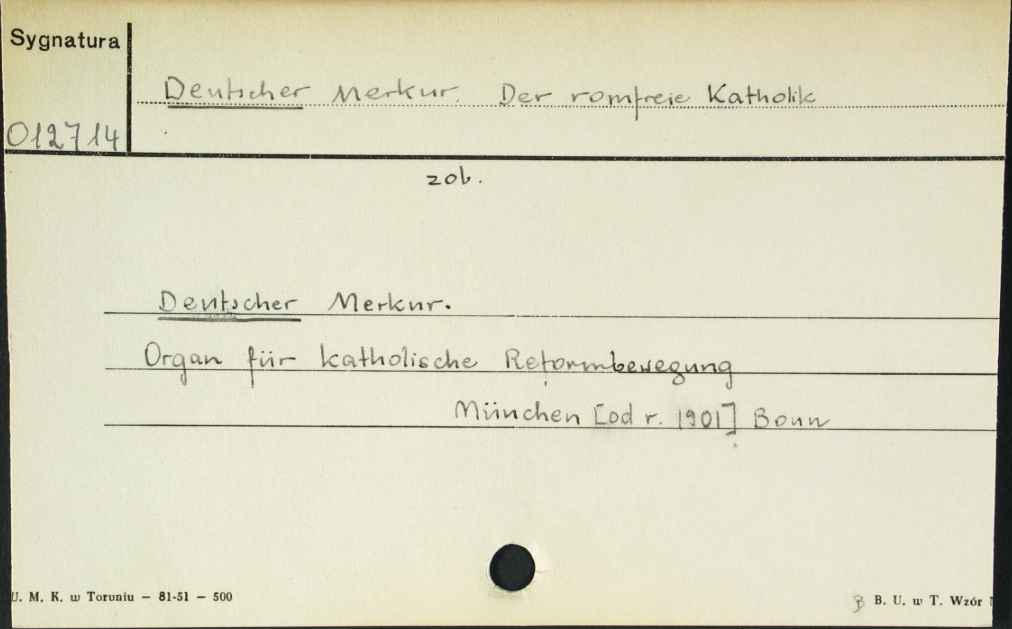 Sygnatura
Deutscher Merkur. Der romfreie Katholik
012714
zob.
Deutscher Merkur.
Organ für katholische Reformbewegung
München [od r. 1901] Bonn
U. M. K. w Toruniu — 81-51 — 500
B. U. w T. Wzór